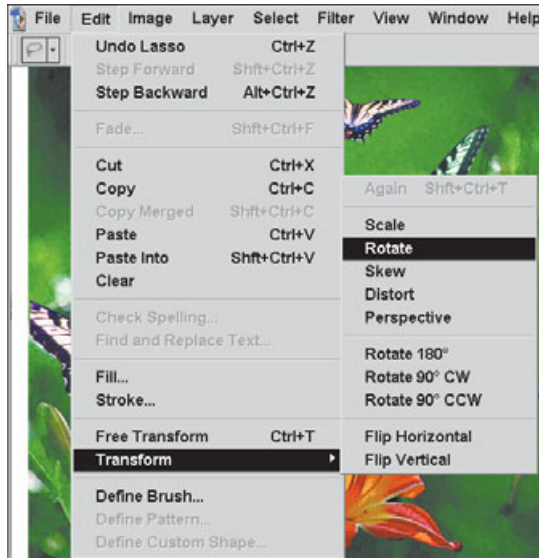 File Edit Image Layer Select Filter View Window Help
Undo Lasso Ctrl+Z
Step Forward Shft+Ctrl+Z
Step Backward Alt+Ctrl+Z
Fade... Shft+Ctrl+F
Cut Ctrl+X
Copy Ctrl+C
Copy Merged Shft+Ctrl+C
Paste Ctrl+V
Paste Into Shft+Ctrl+V
Clear
Check Spelling...
Find and Replace Text...
Fill...
Stroke...
Free Transform Ctrl+T
Transform
Define Brush...
Define Pattern...
Define Custom Shape...
Again Shft+Ctrl+T
Scale
Rotate
Skew
Distort
Perspective
Rotate 180°
Rotate 90° CW
Rotate 90° CCW
Flip Horizontal
Flip Vertical